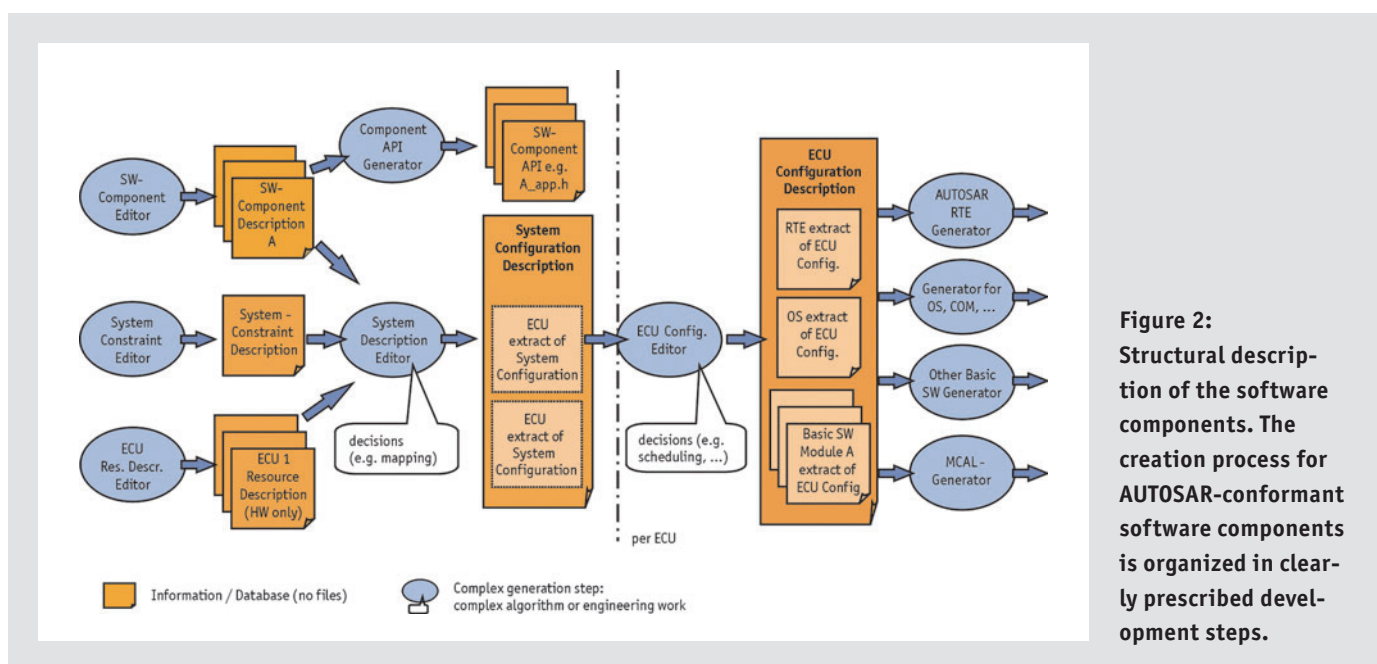 SW-
Component
Editor
SW-
Component
Description
A
Component
API
Generator
SW-
Component
API e.g.
A_app.h
System
Constraint
Editor
System -
Constraint
Description
System
Description
Editor
decisions
(e.g. mapping)
ECU
Res. Descr.
Editor
ECU 1
Resource
Description
(HW only)
System
Configuration
Description
ECU
extract of
System
Configuration
ECU
extract of
System
Configuration
per ECU
ECU Config.
Editor
decisions (e.g.
scheduling, ...)
ECU
Configuration
Description
RTE extract
of ECU
Config.
OS extract
of ECU
Config.
Basic SW
Module A
extract of
ECU Config
AUTOSAR
RTE
Generator
Generator for
OS, COM, ...
Other Basic
SW Generator
MCAL-
Generator
Information / Database (no files)
Complex generation step:
complex algorithm or engineering work
Figure 2:
Structural descrip-
tion of the software
components. The
creation process for
AUTOSAR-conformant
software components
is organized in clear-
ly prescribed devel-
opment steps.